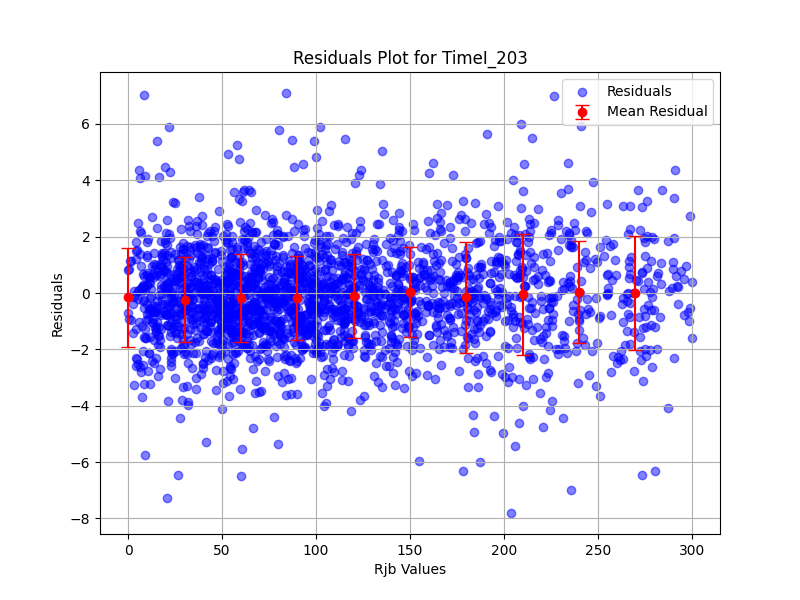 Residuals Plot for TimeI_203
Residuals
Mean Residual
6
4
2
0
−2
−4
−6
−8
Residuals
0 50 100 150 200 250 300
Rjb Values